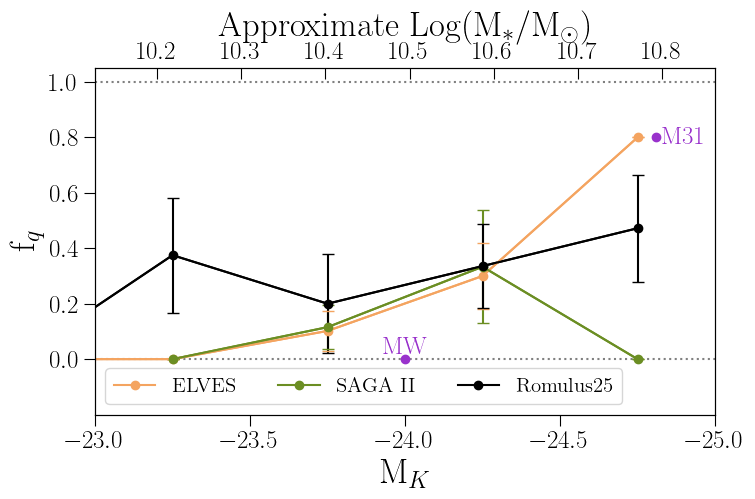 Approximate Log(M*/M☉)
10.2 10.3 10.4 10.5 10.6 10.7 10.8
1.0
0.8
0.6
0.4
0.2
0.0
f_q
M31
MW
ELVES SAGA II Romulus25
−23.0 −23.5 −24.0 −24.5 −25.0
M_K